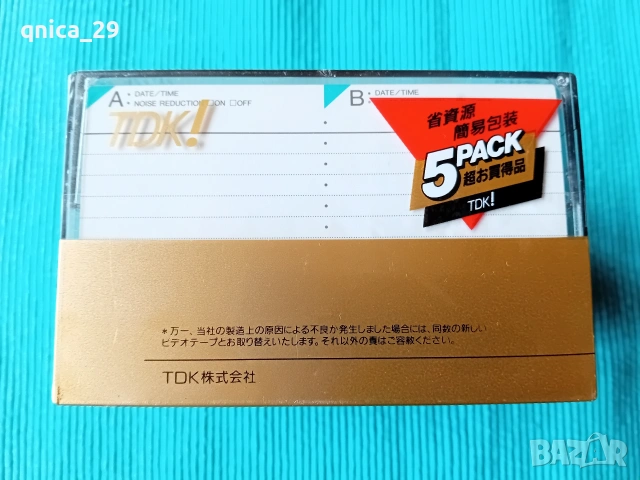 qnica_29
A • DATE/TIME
• NOISE REDUCTION □ON □OFF
B • DATE/TIME
TDK!
省資源
簡易包装
5PACK
超お買得品
TDK!
*万一、当社の製造上の原因による不良が発生しました場合には、同数の新しい
ビデオテープとお取り替えいたします。それ以外の責はご容赦ください。
TDK株式会社
BAZAR